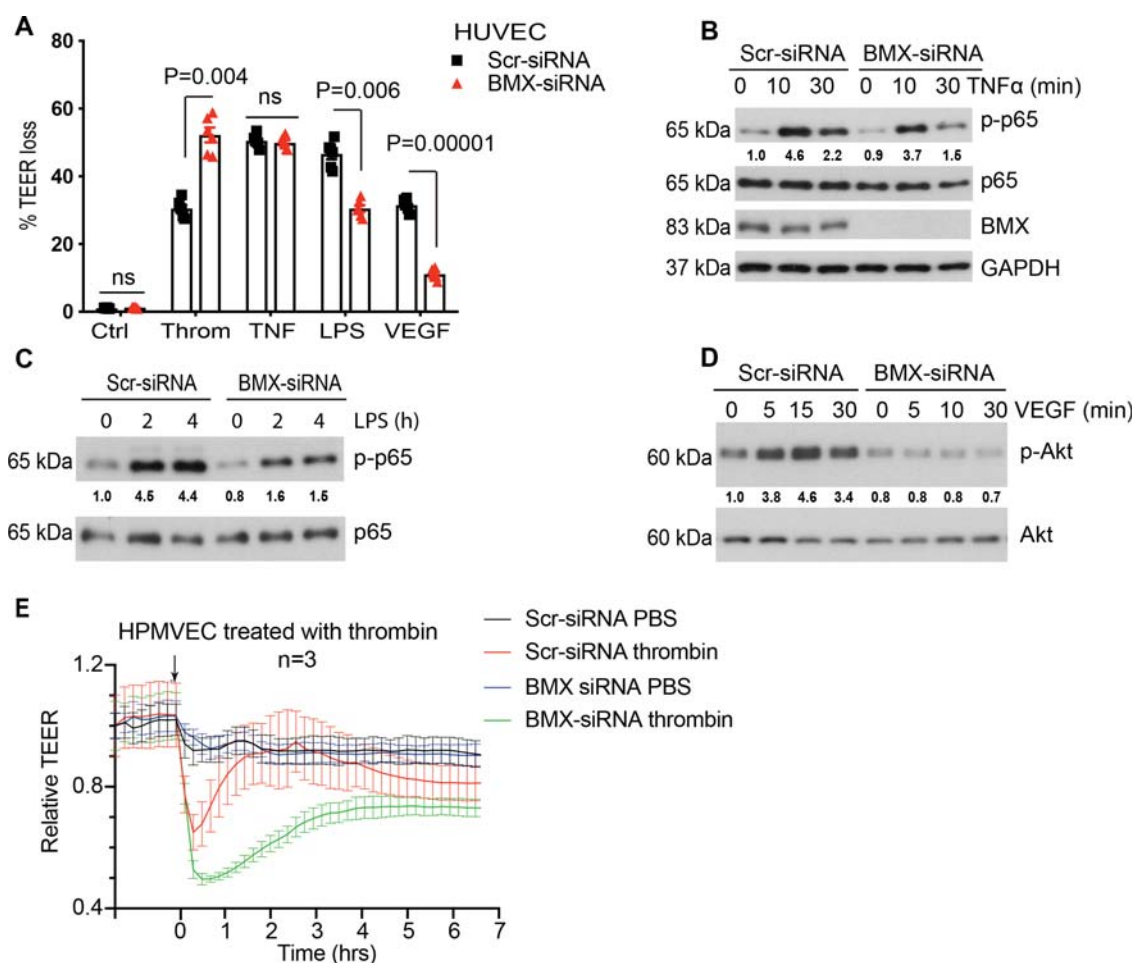 A
HUVEC
Scr-siRNA
BMX-siRNA
% TEER loss
80
60
40
20
0
ns
P=0.004
ns
P=0.006
P=0.00001
Ctrl Throm TNF LPS VEGF
B
Scr-siRNA BMX-siRNA
0 10 30 0 10 30 TNFα (min)
65 kDa p-p65
1.0 4.6 2.2 0.9 3.7 1.5
65 kDa p65
83 kDa BMX
37 kDa GAPDH
C
Scr-siRNA BMX-siRNA
0 2 4 0 2 4 LPS (h)
65 kDa p-p65
1.0 4.5 4.4 0.8 1.6 1.5
65 kDa p65
D
Scr-siRNA BMX-siRNA
0 5 15 30 0 5 10 30 VEGF (min)
60 kDa p-Akt
1.0 3.8 4.6 3.4 0.8 0.8 0.8 0.7
60 kDa Akt
E
HPMVEC treated with thrombin
n=3
Scr-siRNA PBS
Scr-siRNA thrombin
BMX siRNA PBS
BMX-siRNA thrombin
Relative TEER
1.2
0.8
0.4
0 1 2 3 4 5 6 7
Time (hrs)